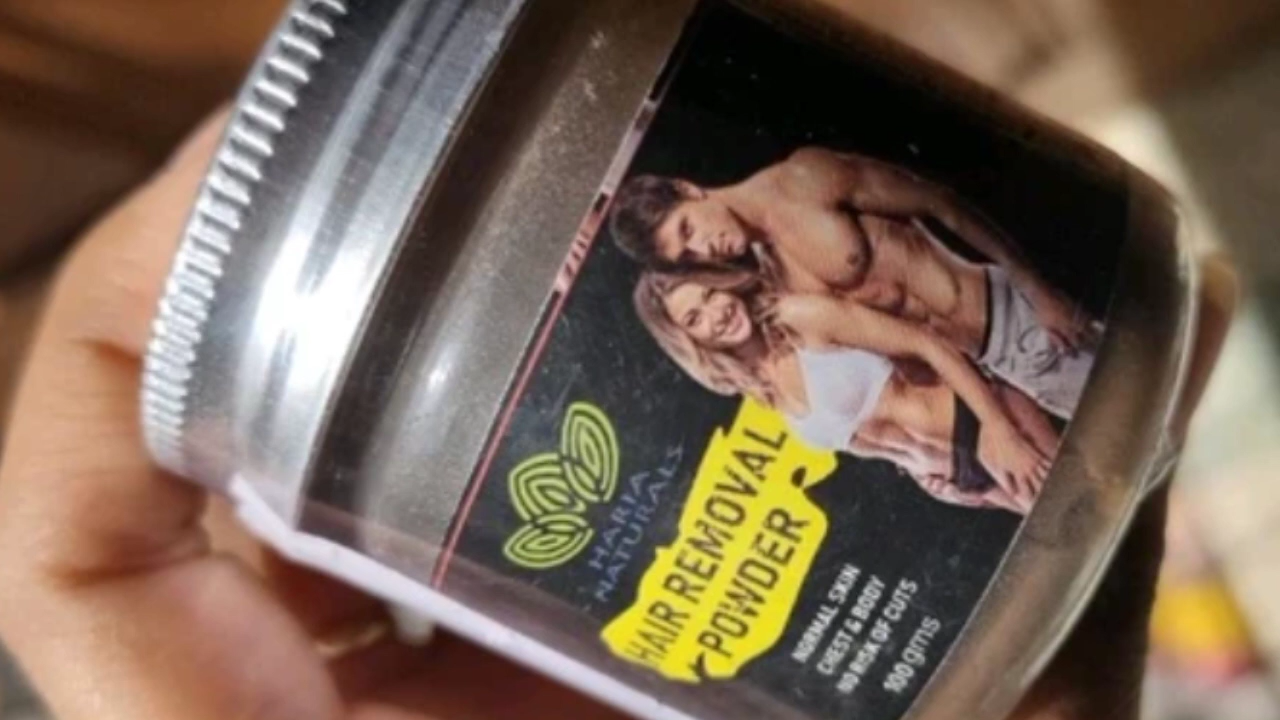 HARIA
NATURALS
HAIR REMOVAL
POWDER
NORMAL SKIN
CHEST & BODY
NO RISK OF CUTS
100 gms